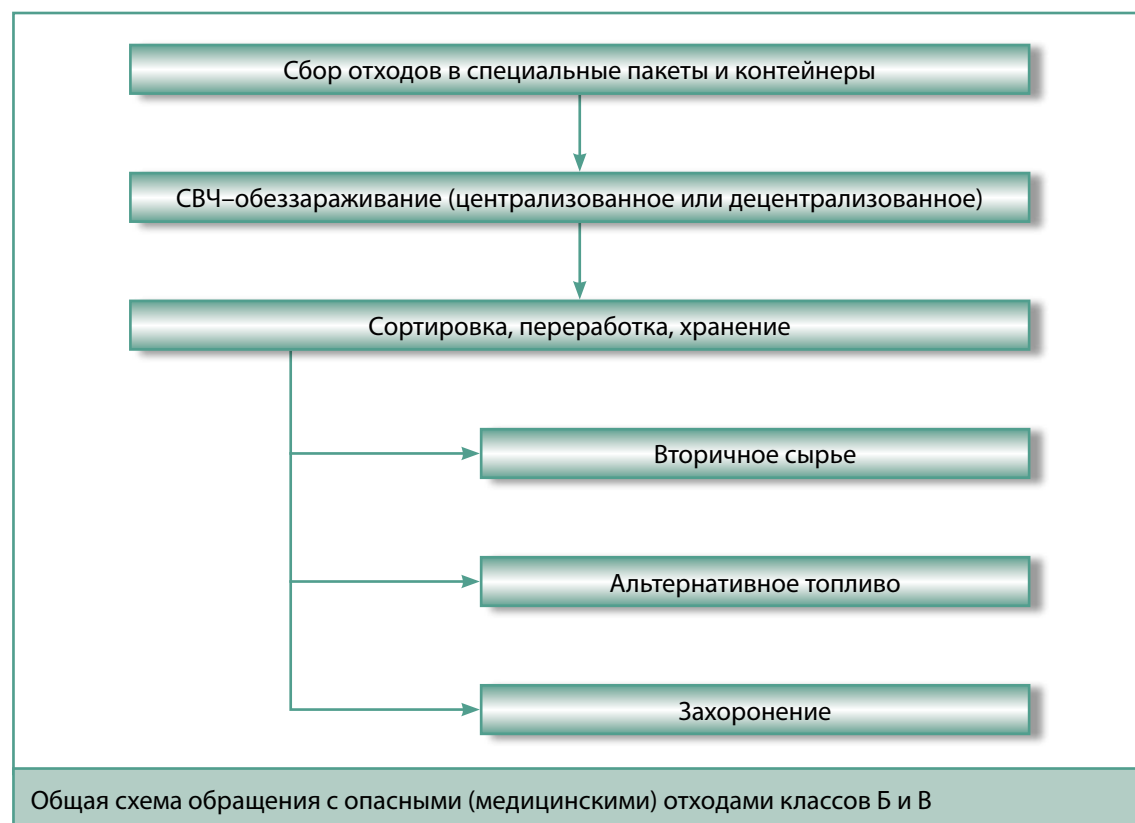 Сбор отходов в специальные пакеты и контейнеры
СВЧ–обеззараживание (централизованное или децентрализованное)
Сортировка, переработка, хранение
Вторичное сырье
Альтернативное топливо
Захоронение
Общая схема обращения с опасными (медицинскими) отходами классов Б и В